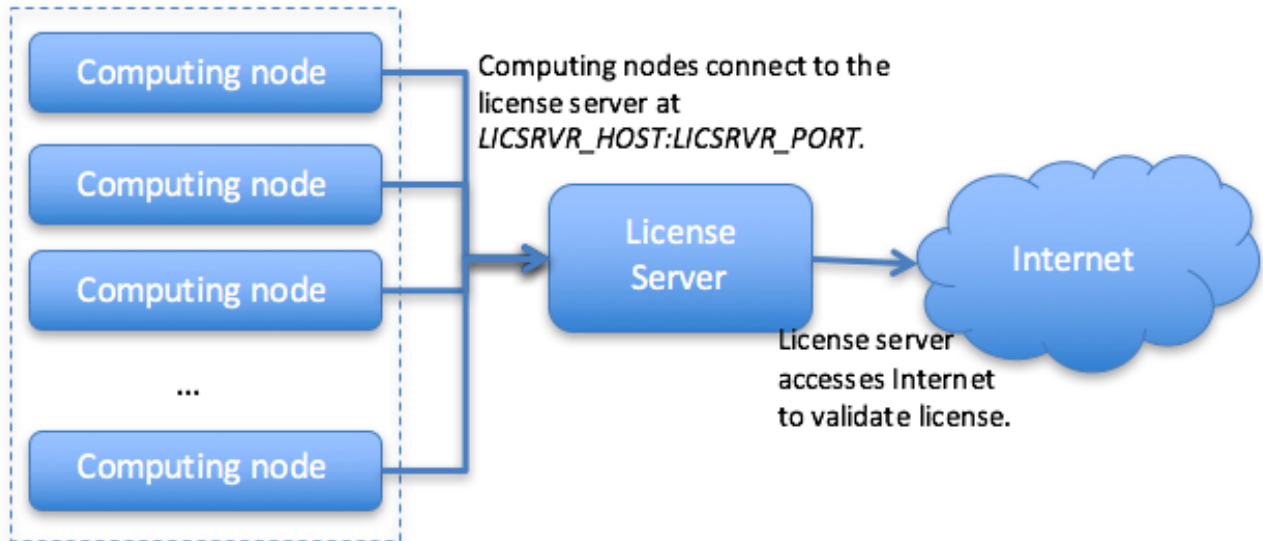 Computing node
Computing node
Computing node
...
Computing node
Computing nodes connect to the
license server at
LICSRVR_HOST:LICSRVR_PORT.
License
Server
Internet
License server
accesses Internet
to validate license.